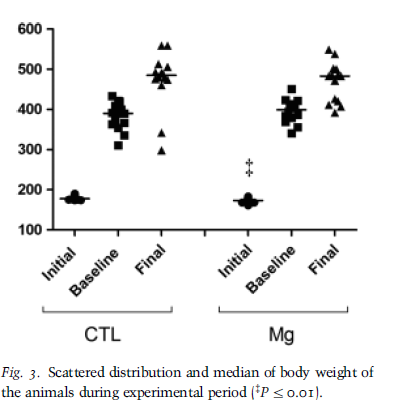 600
500
400
300
200
100
‡
‡
Initial
Baseline
Final
Initial
Baseline
Final
CTL
Mg
Fig. 3. Scattered distribution and median of body weight of
the animals during experimental period (‡P ≤ 0.01).